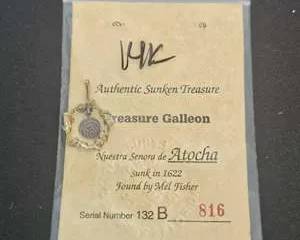 14K
Authentic Sunken Treasure
Treasure Galleon
Nuestra Senora de Atocha
sunk in 1622
Found by Mel Fisher
Serial Number 132 B 816